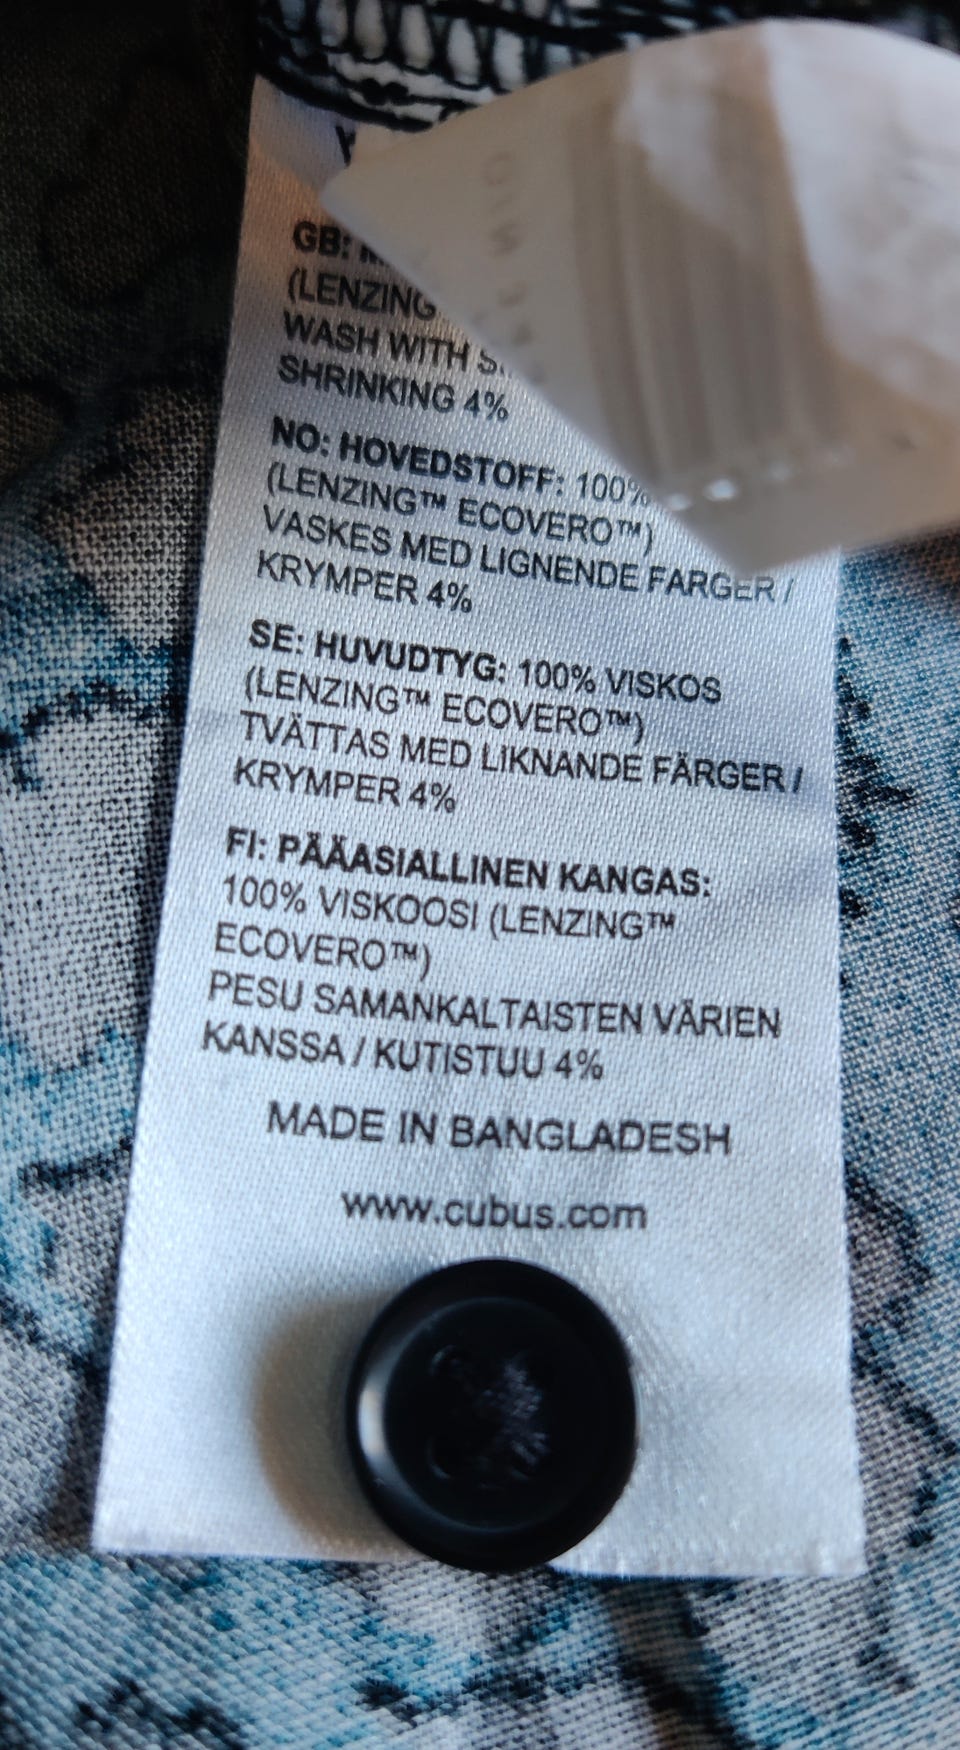 GB:
(LENZING
WASH WITH
SHRINKING 4%
NO: HOVEDSTOFF: 100%
(LENZING™ ECOVERO™)
VASKES MED LIGNENDE FARGER /
KRYMPER 4%
SE: HUVUDTYG: 100% VISKOS
(LENZING™ ECOVERO™)
TVÄTTAS MED LIKNANDE FÄRGER /
KRYMPER 4%
FI: PÄÄASIALLINEN KANGAS:
100% VISKOOSI (LENZING™
ECOVERO™)
PESU SAMANKALTAISTEN VÄRIEN
KANSSA / KUTISTUU 4%
MADE IN BANGLADESH
www.cubus.com